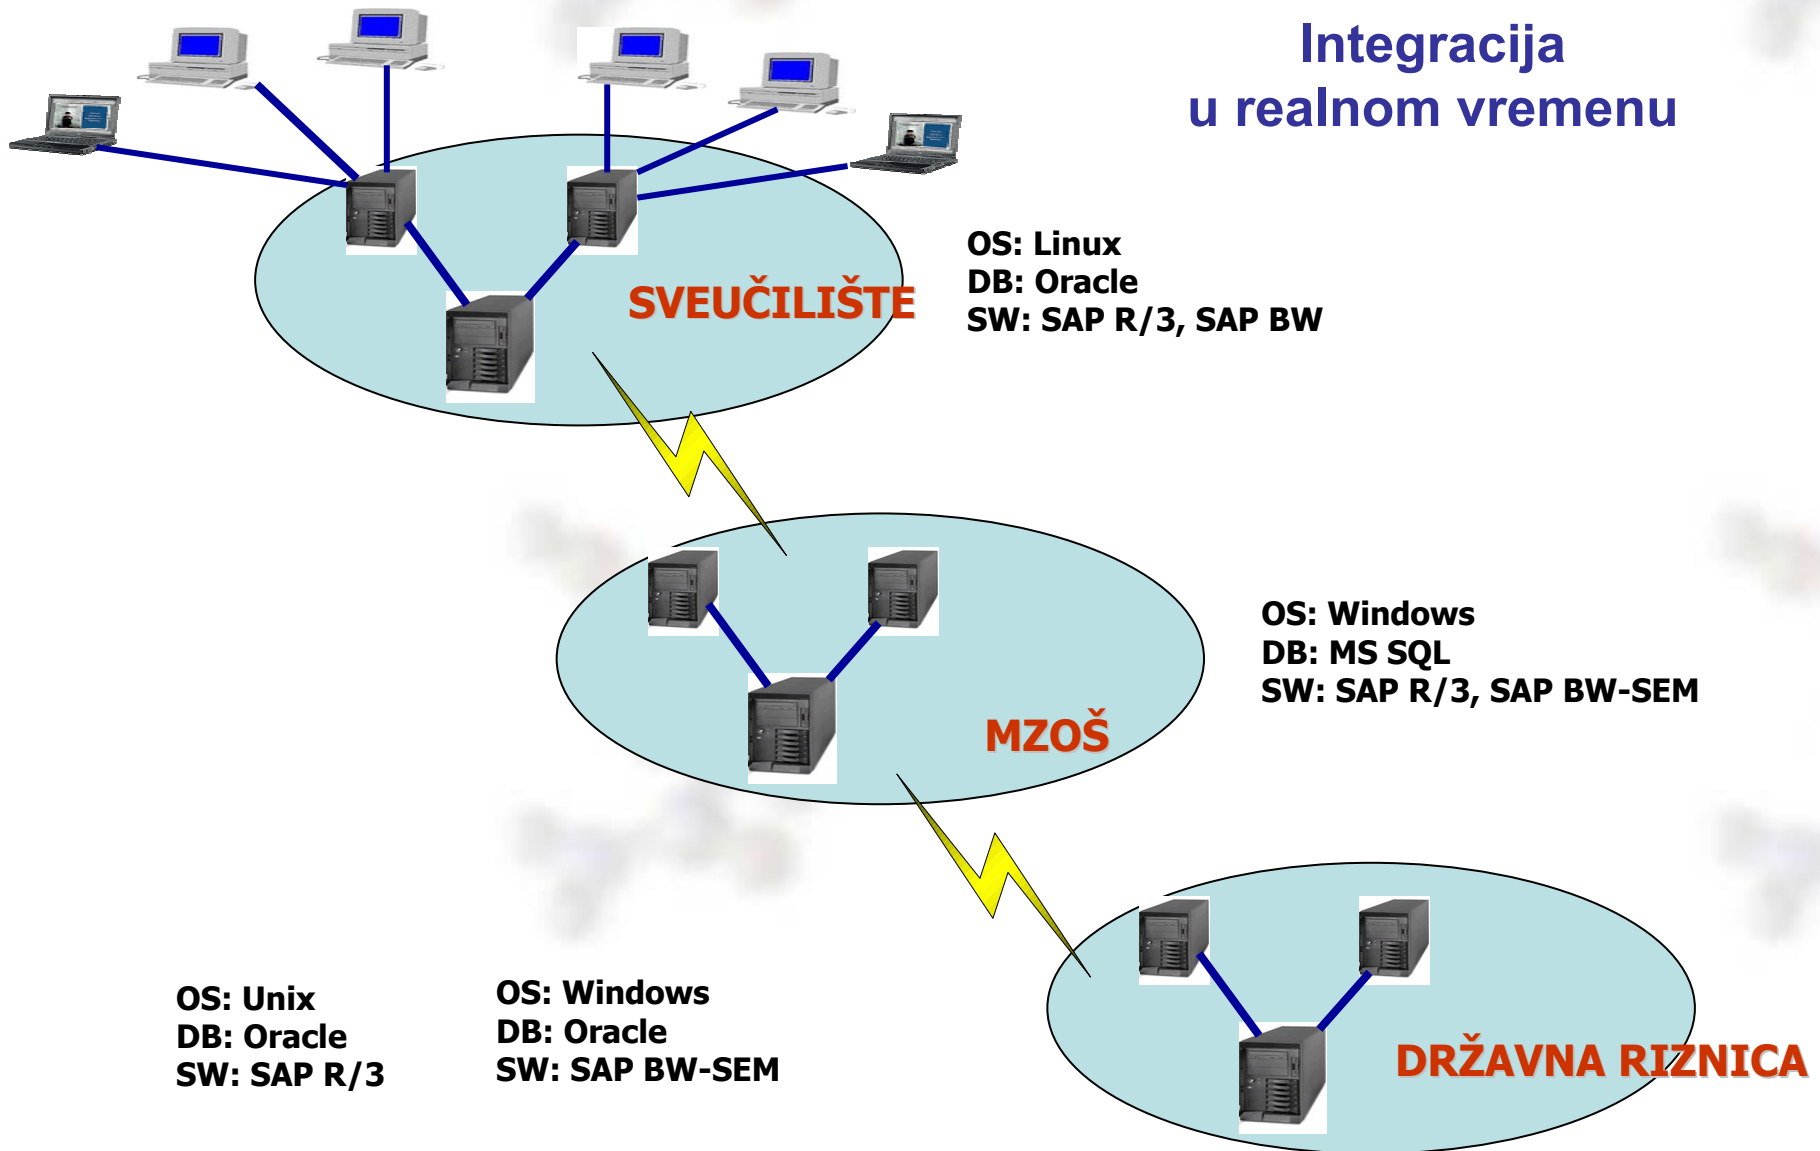 Integracija
u realnom vremenu
OS: Linux
DB: Oracle
SW: SAP R/3, SAP BW
SVEUČILIŠTE
OS: Windows
DB: MS SQL
SW: SAP R/3, SAP BW-SEM
MZOŠ
OS: Unix
DB: Oracle
SW: SAP R/3
OS: Windows
DB: Oracle
SW: SAP BW-SEM
DRŽAVNA RIZNICA